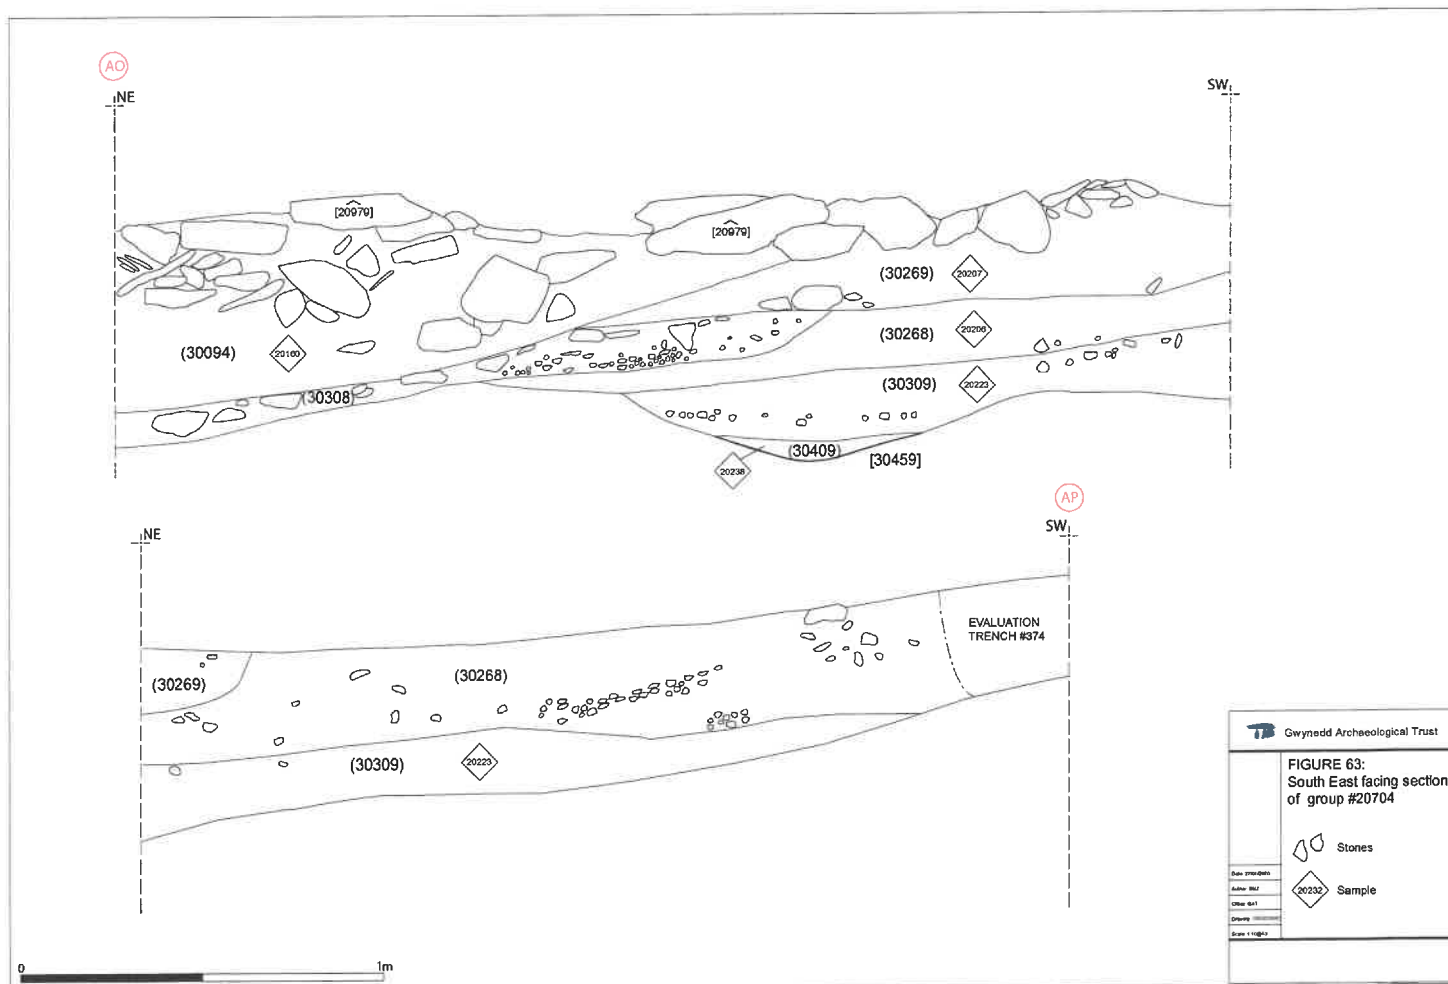 AO
NE
SW
[20979]
[20979]
(30269)
20207
(30094)
20160
(30268)
20206
(30308)
(30309)
20223
(30409)
[30459]
20238
AP
NE
SW
EVALUATION
TRENCH #374
(30269)
(30268)
(30309)
20223
Gwynedd Archaeological Trust
FIGURE 63:
South East facing section
of group #20704
Stones
20232
Sample
0
1m